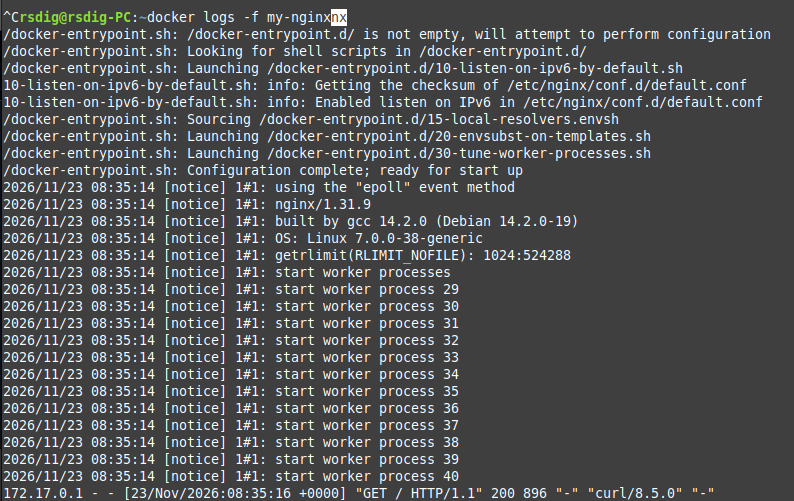 ^Crsdig@rsdig-PC:~docker logs -f my-nginxnx
/docker-entrypoint.sh: /docker-entrypoint.d/ is not empty, will attempt to perform configuration
/docker-entrypoint.sh: Looking for shell scripts in /docker-entrypoint.d/
/docker-entrypoint.sh: Launching /docker-entrypoint.d/10-listen-on-ipv6-by-default.sh
10-listen-on-ipv6-by-default.sh: info: Getting the checksum of /etc/nginx/conf.d/default.conf
10-listen-on-ipv6-by-default.sh: info: Enabled listen on IPv6 in /etc/nginx/conf.d/default.conf
/docker-entrypoint.sh: Sourcing /docker-entrypoint.d/15-local-resolvers.envsh
/docker-entrypoint.sh: Launching /docker-entrypoint.d/20-envsubst-on-templates.sh
/docker-entrypoint.sh: Launching /docker-entrypoint.d/30-tune-worker-processes.sh
/docker-entrypoint.sh: Configuration complete; ready for start up
2026/11/23 08:35:14 [notice] 1#1: using the "epoll" event method
2026/11/23 08:35:14 [notice] 1#1: nginx/1.31.9
2026/11/23 08:35:14 [notice] 1#1: built by gcc 14.2.0 (Debian 14.2.0-19)
2026/11/23 08:35:14 [notice] 1#1: OS: Linux 7.0.0-38-generic
2026/11/23 08:35:14 [notice] 1#1: getrlimit(RLIMIT_NOFILE): 1024:524288
2026/11/23 08:35:14 [notice] 1#1: start worker processes
2026/11/23 08:35:14 [notice] 1#1: start worker process 29
2026/11/23 08:35:14 [notice] 1#1: start worker process 30
2026/11/23 08:35:14 [notice] 1#1: start worker process 31
2026/11/23 08:35:14 [notice] 1#1: start worker process 32
2026/11/23 08:35:14 [notice] 1#1: start worker process 33
2026/11/23 08:35:14 [notice] 1#1: start worker process 34
2026/11/23 08:35:14 [notice] 1#1: start worker process 35
2026/11/23 08:35:14 [notice] 1#1: start worker process 36
2026/11/23 08:35:14 [notice] 1#1: start worker process 37
2026/11/23 08:35:14 [notice] 1#1: start worker process 38
2026/11/23 08:35:14 [notice] 1#1: start worker process 39
2026/11/23 08:35:14 [notice] 1#1: start worker process 40
172.17.0.1 - - [23/Nov/2026:08:35:16 +0000] "GET / HTTP/1.1" 200 896 "-" "curl/8.5.0" "-"